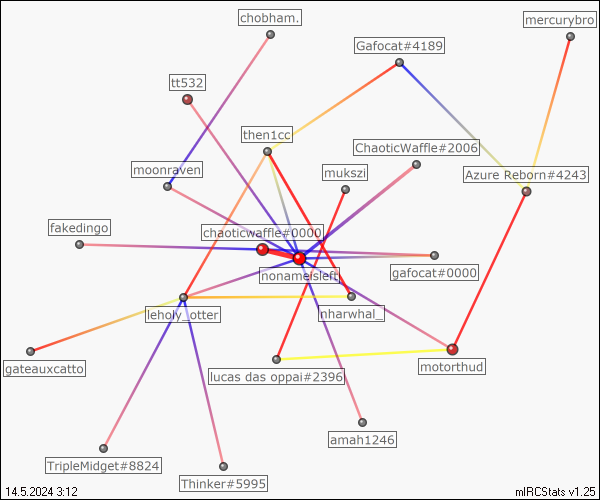 chobham.
mercurybro
Gafocat#4189
tt532
then1cc
ChaoticWaffle#2006
moonraven
mukszi
Azure Reborn#4243
fakedingo
chaoticwaffle#0000
nonameisleft
gafocat#0000
leholy_otter
nharwhal_
gateauxcatto
lucas das oppai#2396
motorthud
amah1246
TripleMidget#8824
Thinker#5995
14.5.2024 3:12
mIRCStats v1.25